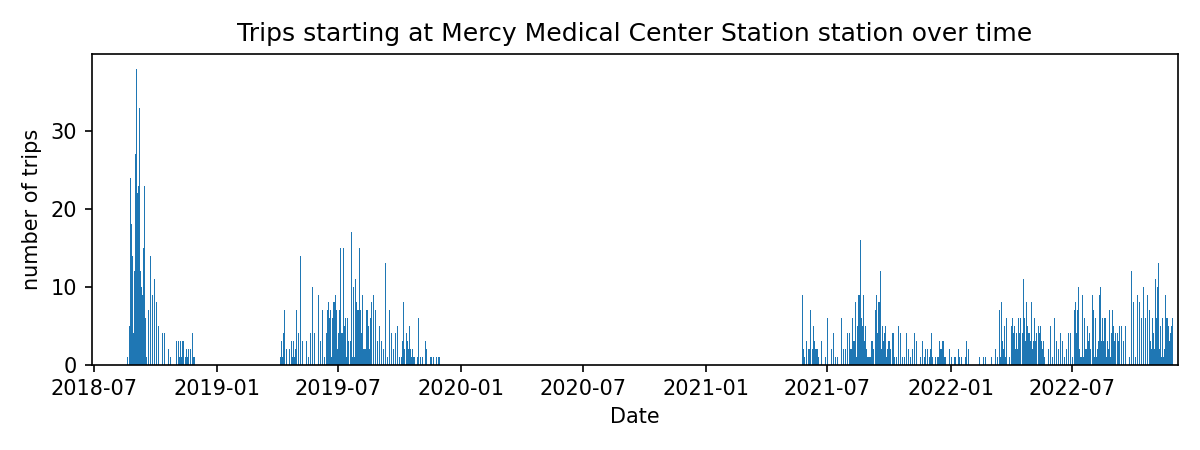 Trips starting at Mercy Medical Center Station station over time
number of trips
30
20
10
0
2018-07 2019-01 2019-07 2020-01 2020-07 2021-01 2021-07 2022-01 2022-07
Date